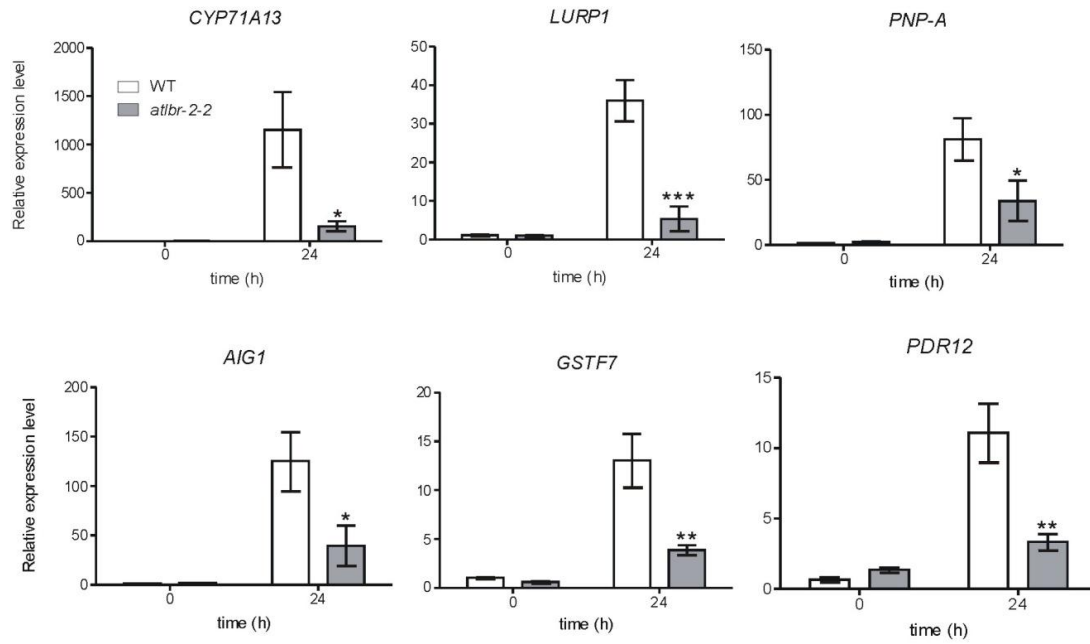 CYP71A13
Relative expression level
2000
1500
1000
500
0
WT
atlbr-2-2
*
0
24
time (h)
LURP1
50
40
30
20
10
0
***
0
24
time (h)
PNP-A
150
100
50
0
*
0
24
time (h)
AIG1
Relative expression level
200
150
100
50
0
*
0
24
time (h)
GSTF7
20
15
10
5
0
**
0
24
time (h)
PDR12
15
10
5
0
**
0
24
time (h)